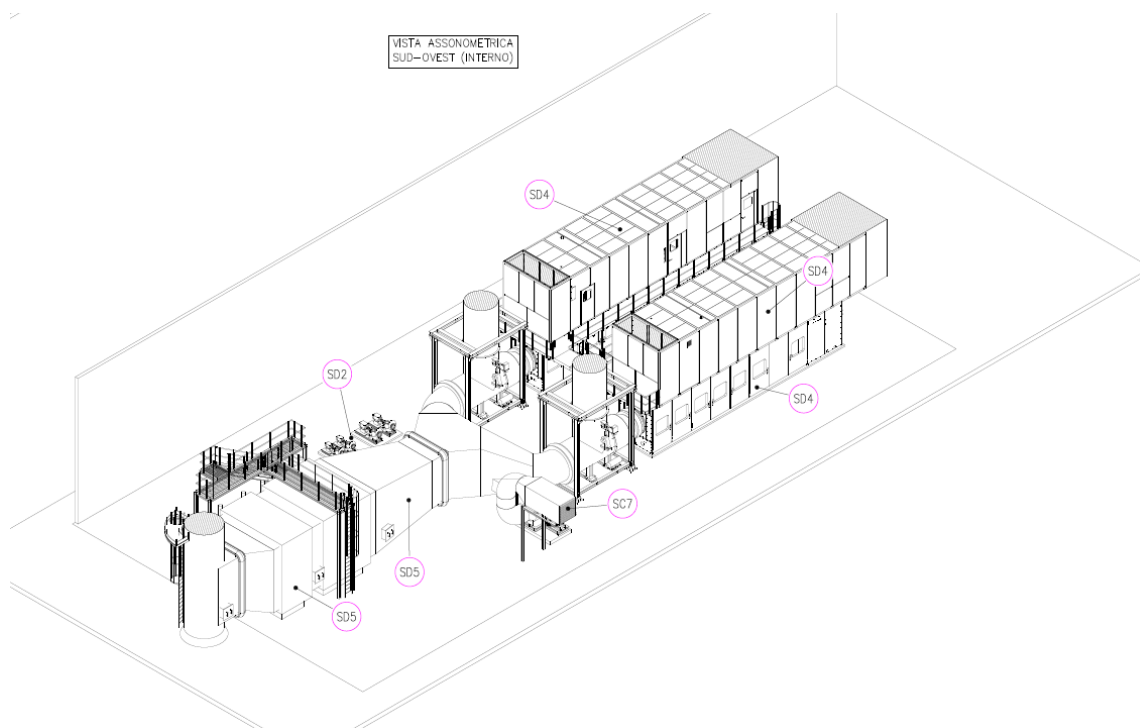 VISTA ASSONOMETRICA
SUD-OVEST (INTERNO)
SD4
SD4
SD2
SD4
SC7
SD5
SD5